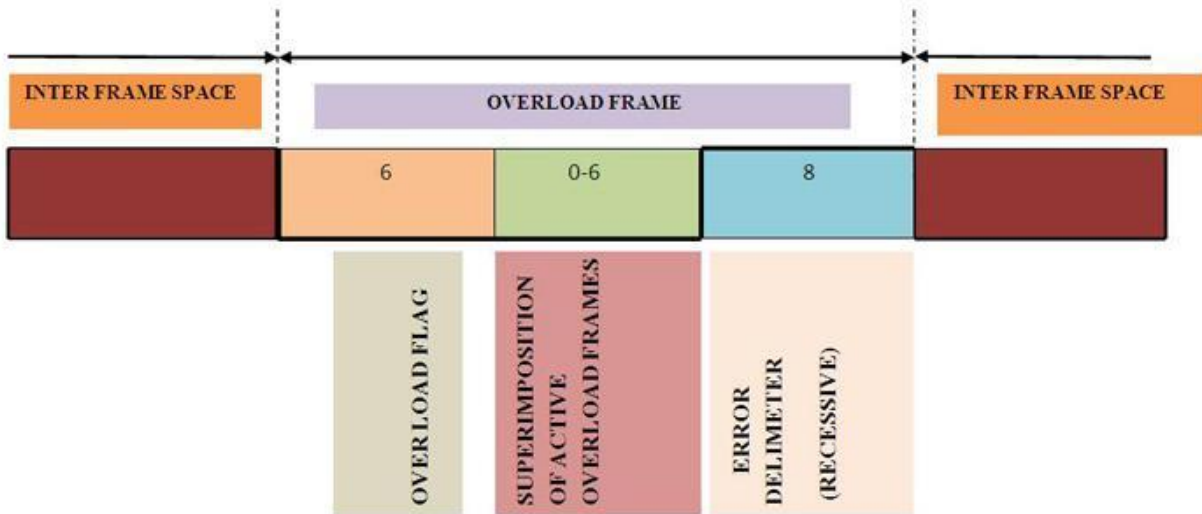 INTER FRAME SPACE
OVERLOAD FRAME
INTER FRAME SPACE
6
0-6
8
OVER LOAD FLAG
SUPERIMPOSITION
OF ACTIVE
OVERLOAD FRAMES
ERROR
DELIMETER
(RECESSIVE)